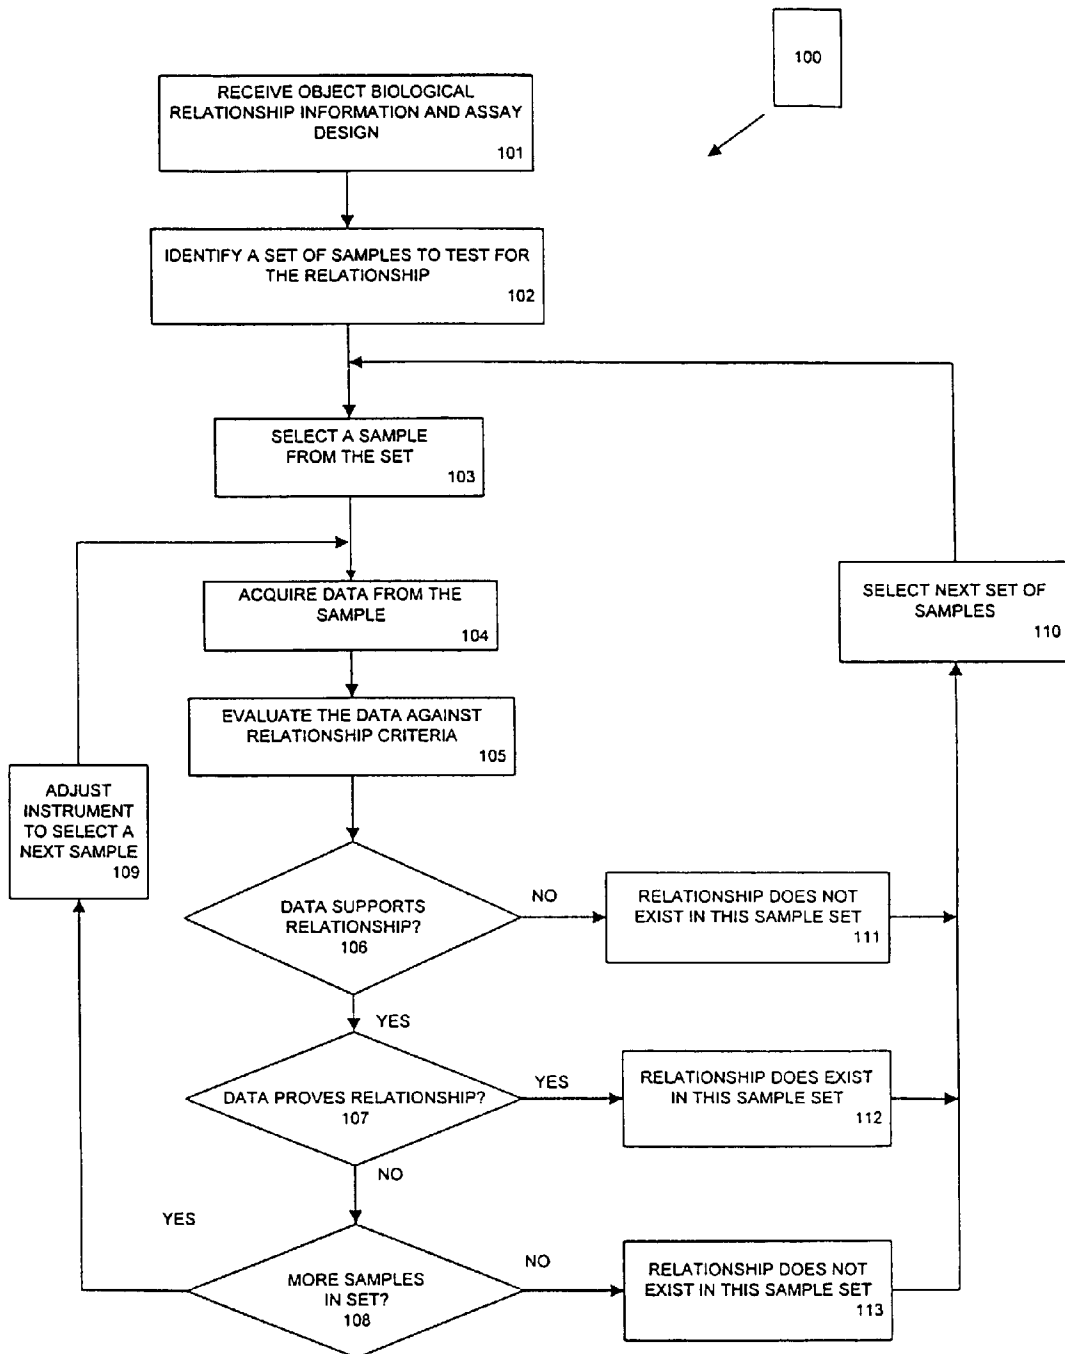 100
RECEIVE OBJECT BIOLOGICAL
RELATIONSHIP INFORMATION AND ASSAY
DESIGN
101
IDENTIFY A SET OF SAMPLES TO TEST FOR
THE RELATIONSHIP
102
SELECT A SAMPLE
FROM THE SET
103
ACQUIRE DATA FROM THE
SAMPLE
104
SELECT NEXT SET OF
SAMPLES
110
EVALUATE THE DATA AGAINST
RELATIONSHIP CRITERIA
105
ADJUST
INSTRUMENT
TO SELECT A
NEXT SAMPLE
109
DATA SUPPORTS
RELATIONSHIP?
106
NO
RELATIONSHIP DOES NOT
EXIST IN THIS SAMPLE SET
111
YES
DATA PROVES RELATIONSHIP?
107
YES
RELATIONSHIP DOES EXIST
IN THIS SAMPLE SET
112
NO
YES
MORE SAMPLES
IN SET?
108
NO
RELATIONSHIP DOES NOT
EXIST IN THIS SAMPLE SET
113